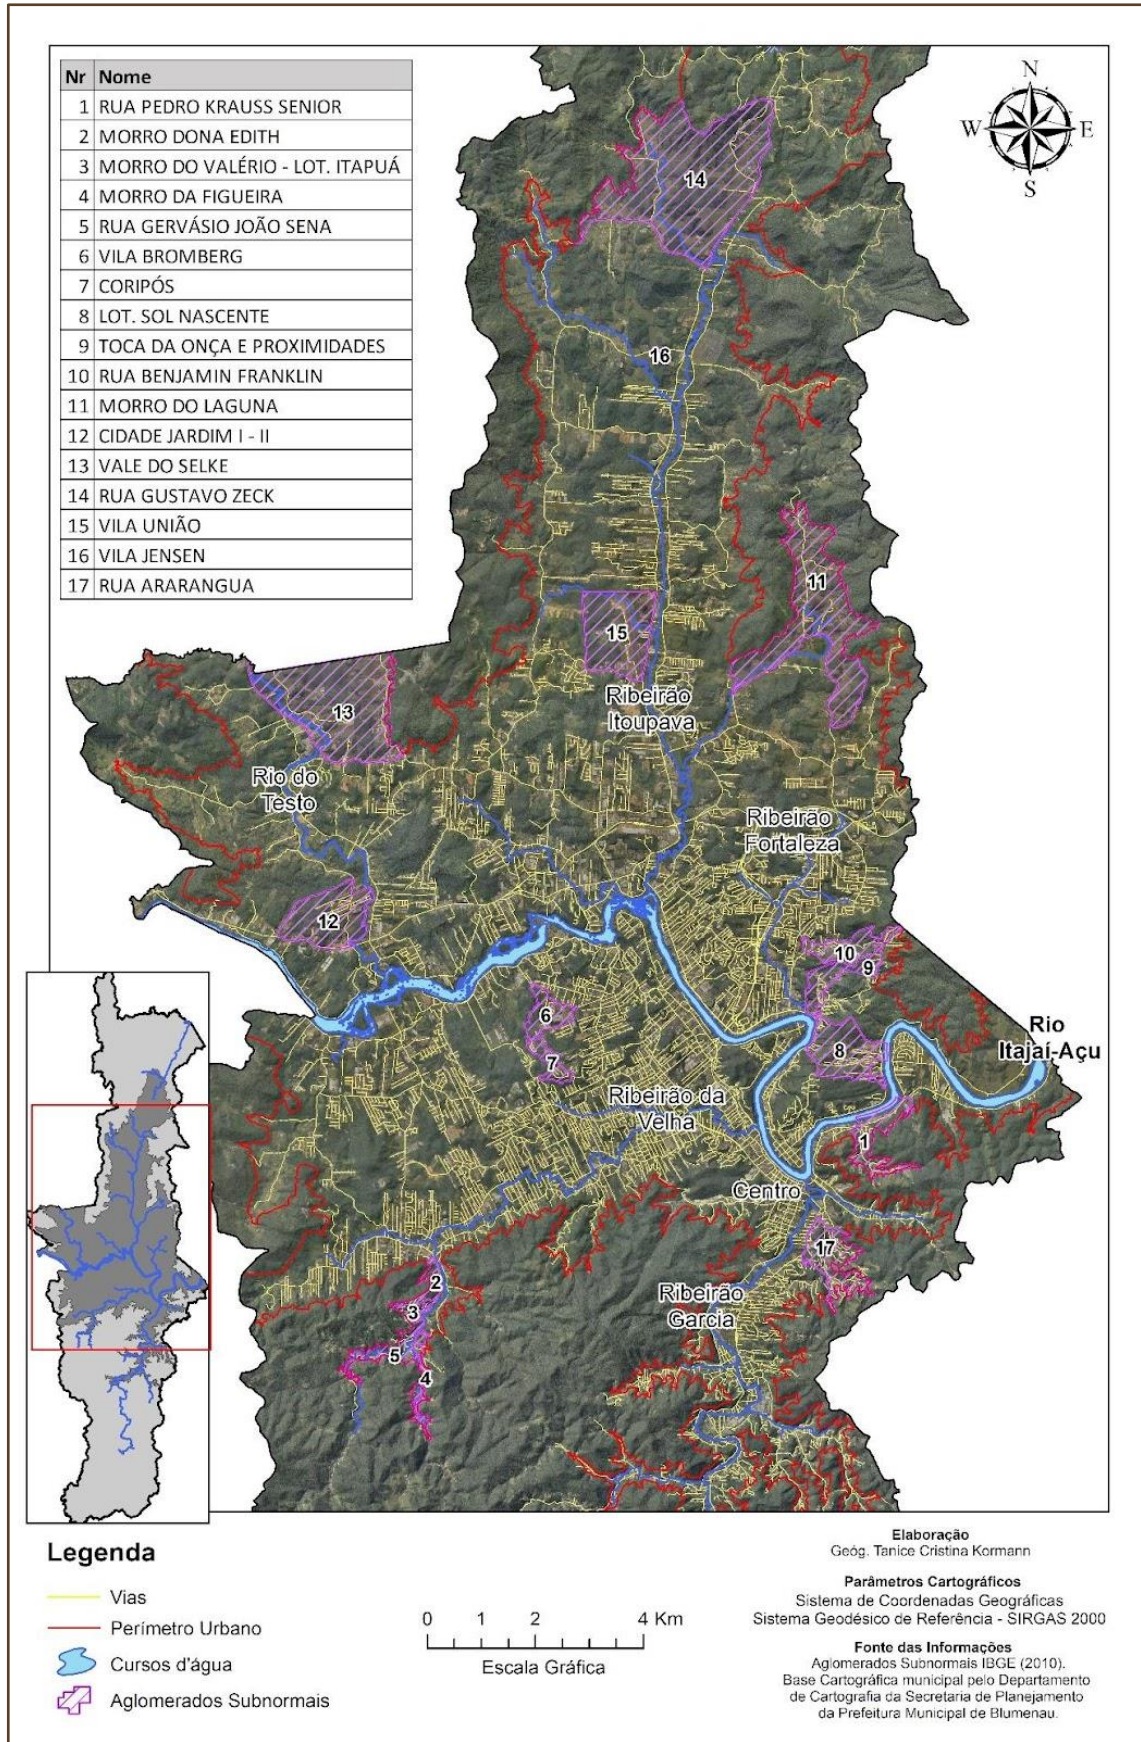 Nr Nome
1 RUA PEDRO KRAUSS SENIOR
2 MORRO DONA EDITH
3 MORRO DO VALÉRIO - LOT. ITAPUÁ
4 MORRO DA FIGUEIRA
5 RUA GERVÁSIO JOÃO SENA
6 VILA BROMBERG
7 CORIPÓS
8 LOT. SOL NASCENTE
9 TOCA DA ONÇA E PROXIMIDADES
10 RUA BENJAMIN FRANKLIN
11 MORRO DO LAGUNA
12 CIDADE JARDIM I - II
13 VALE DO SELKE
14 RUA GUSTAVO ZECK
15 VILA UNIÃO
16 VILA JENSEN
17 RUA ARARANGUA
N
W E
S
14
16
11
15
Ribeirão
Itoupava
13
Rio do
Testo
Ribeirão
Fortaleza
12
10
9
6
7
8
Rio
Itajaí-Açu
Ribeirão da
Velha
1
Centro
17
2
3
5
4
Ribeirão
Garcia
Legenda
Vias
Perímetro Urbano
Cursos d'água
Aglomerados Subnormais
0 1 2 4 Km
Escala Gráfica
Elaboração
Geóg. Tanice Cristina Kormann
Parâmetros Cartográficos
Sistema de Coordenadas Geográficas
Sistema Geodésico de Referência - SIRGAS 2000
Fonte das Informações
Aglomerados Subnormais IBGE (2010).
Base Cartográfica municipal pelo Departamento
de Cartografia da Secretaria de Planejamento
da Prefeitura Municipal de Blumenau.